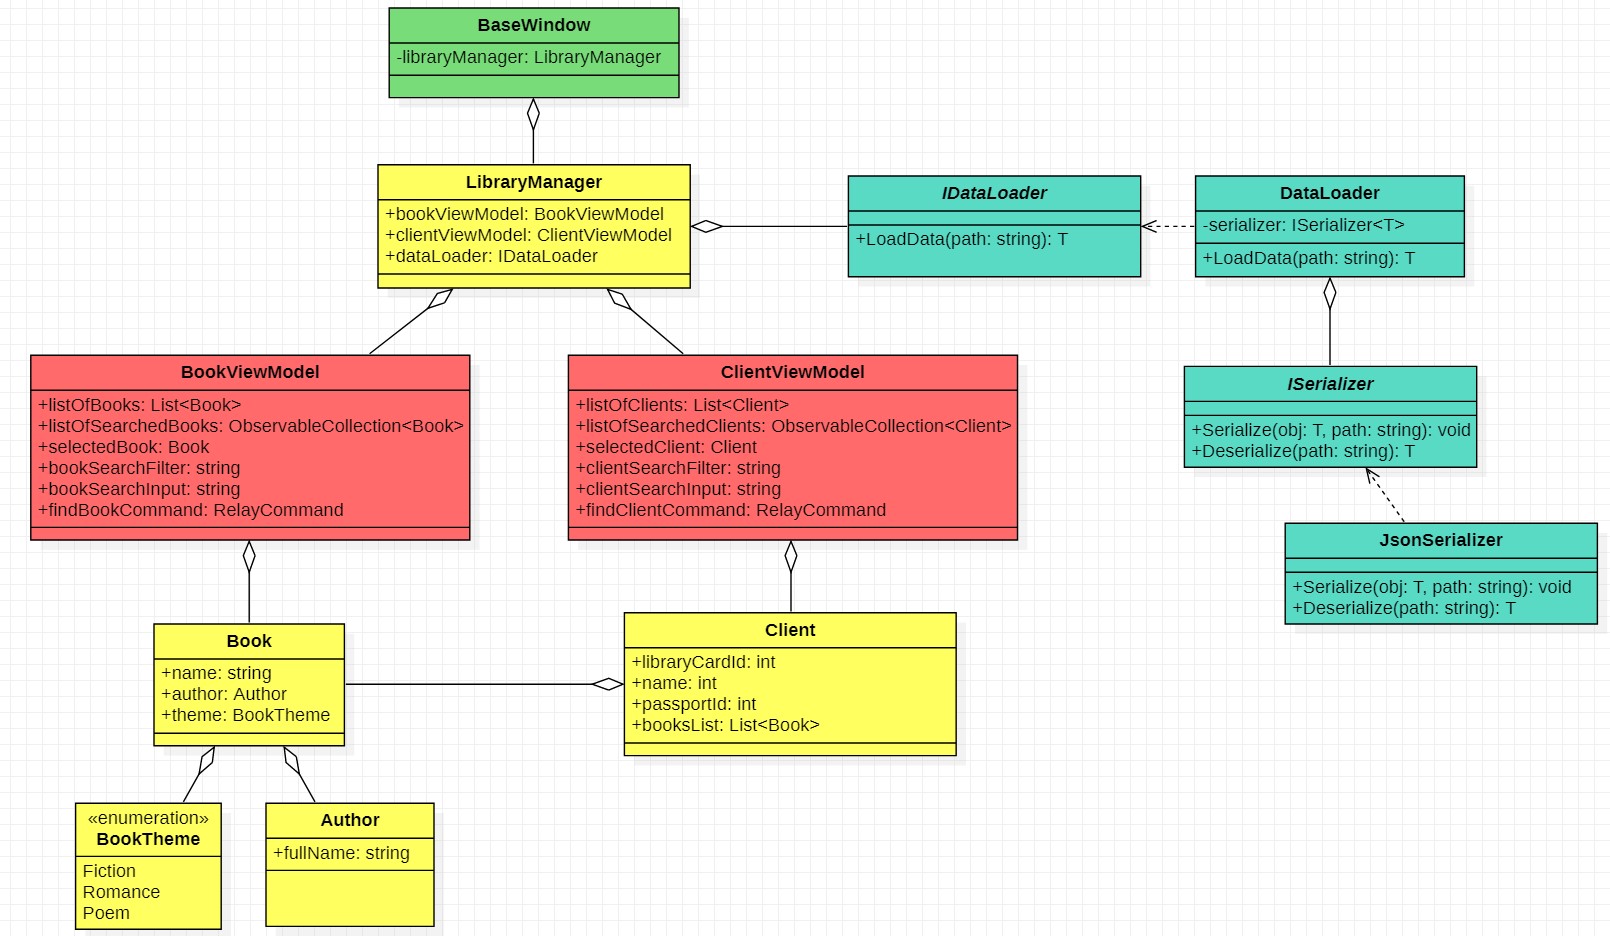 BaseWindow
-libraryManager: LibraryManager
LibraryManager
+bookViewModel: BookViewModel
+clientViewModel: ClientViewModel
+dataLoader: IDataLoader
IDataLoader
+LoadData(path: string): T
DataLoader
-serializer: ISerializer<T>
+LoadData(path: string): T
BookViewModel
+listOfBooks: List<Book>
+listOfSearchedBooks: ObservableCollection<Book>
+selectedBook: Book
+bookSearchFilter: string
+bookSearchInput: string
+findBookCommand: RelayCommand
ClientViewModel
+listOfClients: List<Client>
+listOfSearchedClients: ObservableCollection<Client>
+selectedClient: Client
+clientSearchFilter: string
+clientSearchInput: string
+findClientCommand: RelayCommand
ISerializer
+Serialize(obj: T, path: string): void
+Deserialize(path: string): T
JsonSerializer
+Serialize(obj: T, path: string): void
+Deserialize(path: string): T
Book
+name: string
+author: Author
+theme: BookTheme
Client
+libraryCardId: int
+name: int
+passportId: int
+booksList: List<Book>
«enumeration»
BookTheme
Fiction
Romance
Poem
Author
+fullName: string